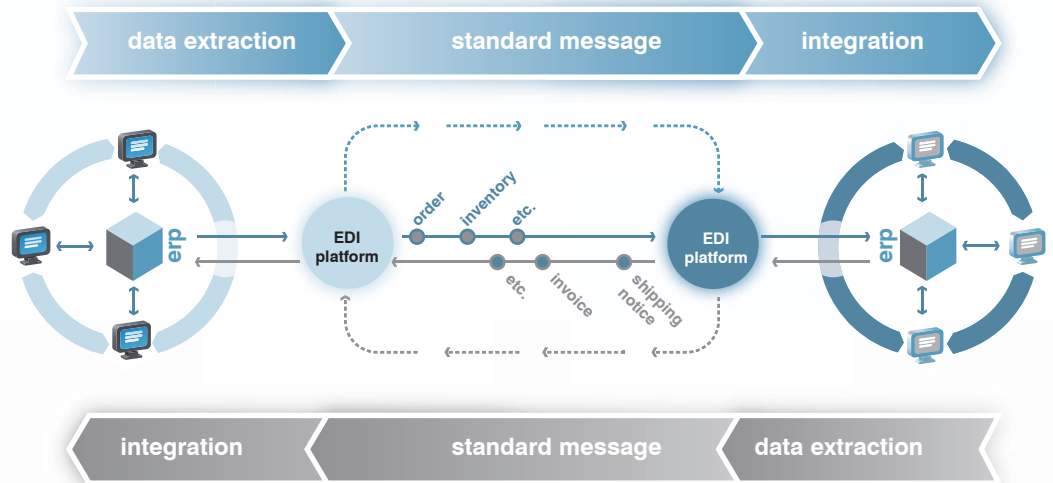 data extraction
standard message
integration
order
inventory
etc.
erp
EDI
platform
EDI
platform
erp
etc.
invoice
shipping
notice
integration
standard message
data extraction